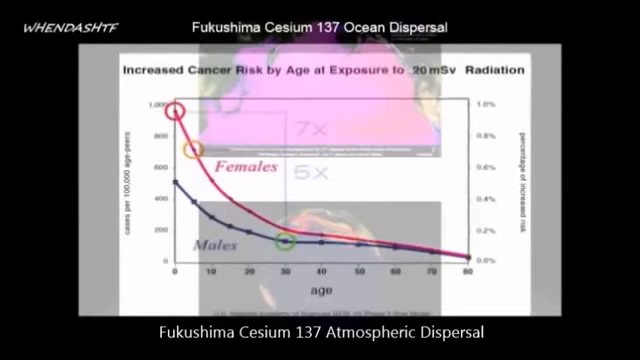 WHENDASHTF
Fukushima Cesium 137 Ocean Dispersal
Increased Cancer Risk by Age at Exposure to 20 mSv Radiation
1,000
800
600
400
200
0
cases per 100,000 age-peers
7x
5x
Females
Males
1.0%
0.8%
0.6%
0.4%
0.2%
0.0%
percentage of increased risk
0 10 20 30 40 50 60 70 80
age
Fukushima Cesium 137 Atmospheric Dispersal